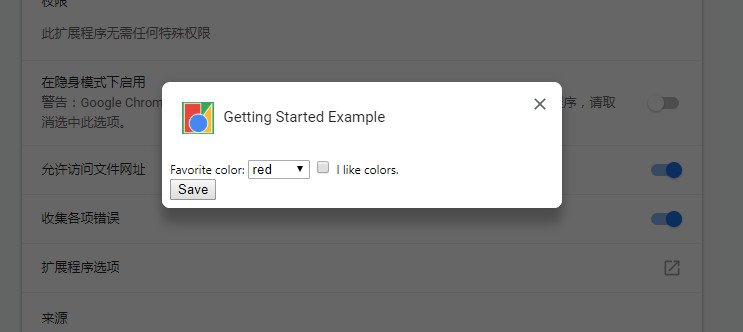 权限
此扩展程序无需任何特殊权限
在隐身模式下启用
警告：Google Chrom
序，请取
消选中此选项。
Getting Started Example
Favorite color: red I like colors.
Save
允许访问文件网址
收集各项错误
扩展程序选项
来源